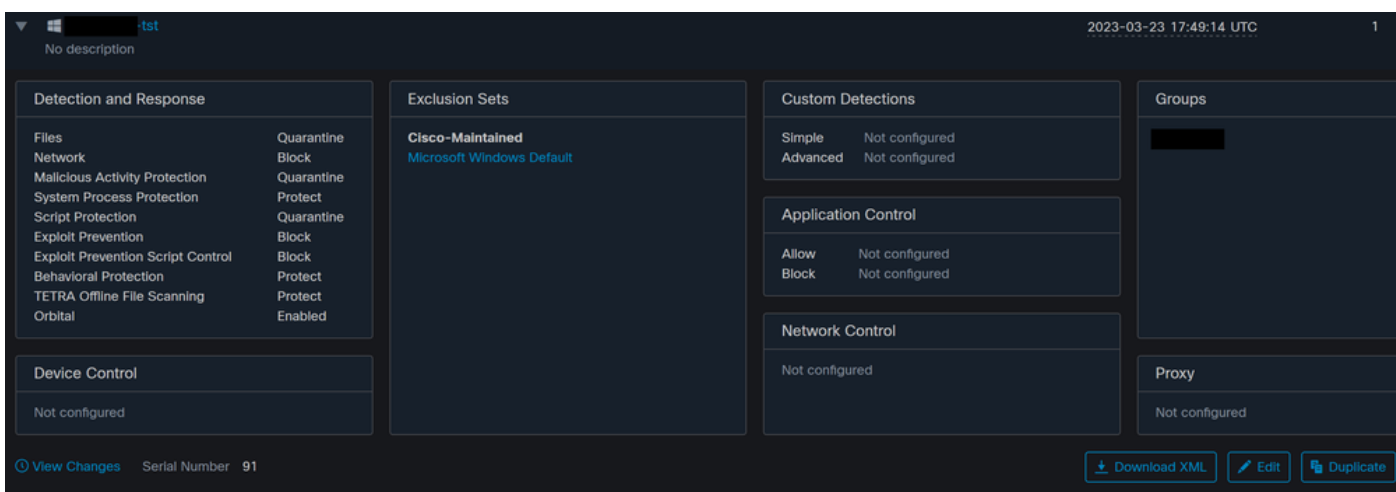 -tst 2023-03-23 17:49:14 UTC 1
No description
Detection and Response
Files Quarantine
Network Block
Malicious Activity Protection Quarantine
System Process Protection Protect
Script Protection Quarantine
Exploit Prevention Block
Exploit Prevention Script Control Block
Behavioral Protection Protect
TETRA Offline File Scanning Protect
Orbital Enabled
Device Control
Not configured
Exclusion Sets
Cisco-Maintained
Microsoft Windows Default
Custom Detections
Simple Not configured
Advanced Not configured
Application Control
Allow Not configured
Block Not configured
Network Control
Not configured
Groups
Proxy
Not configured
View Changes Serial Number 91
Download XML Edit Duplicate